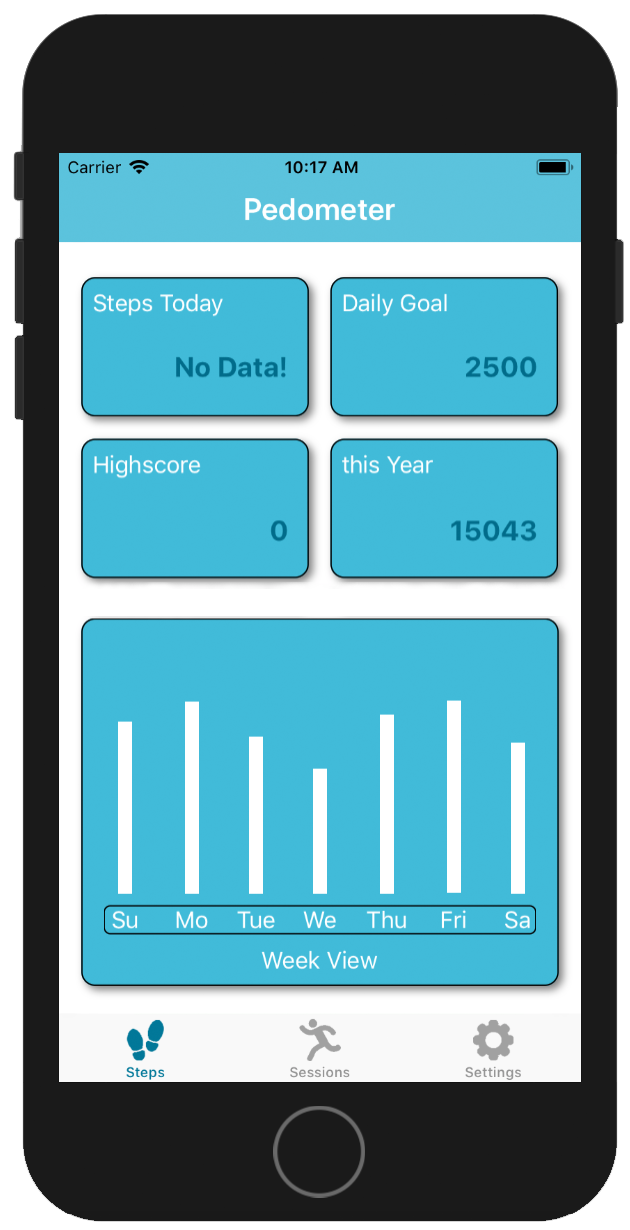 Carrier 10:17 AM
Pedometer
Steps Today
No Data!
Daily Goal
2500
Highscore
0
this Year
15043
Su Mo Tue We Thu Fri Sa
Week View
Steps Sessions Settings